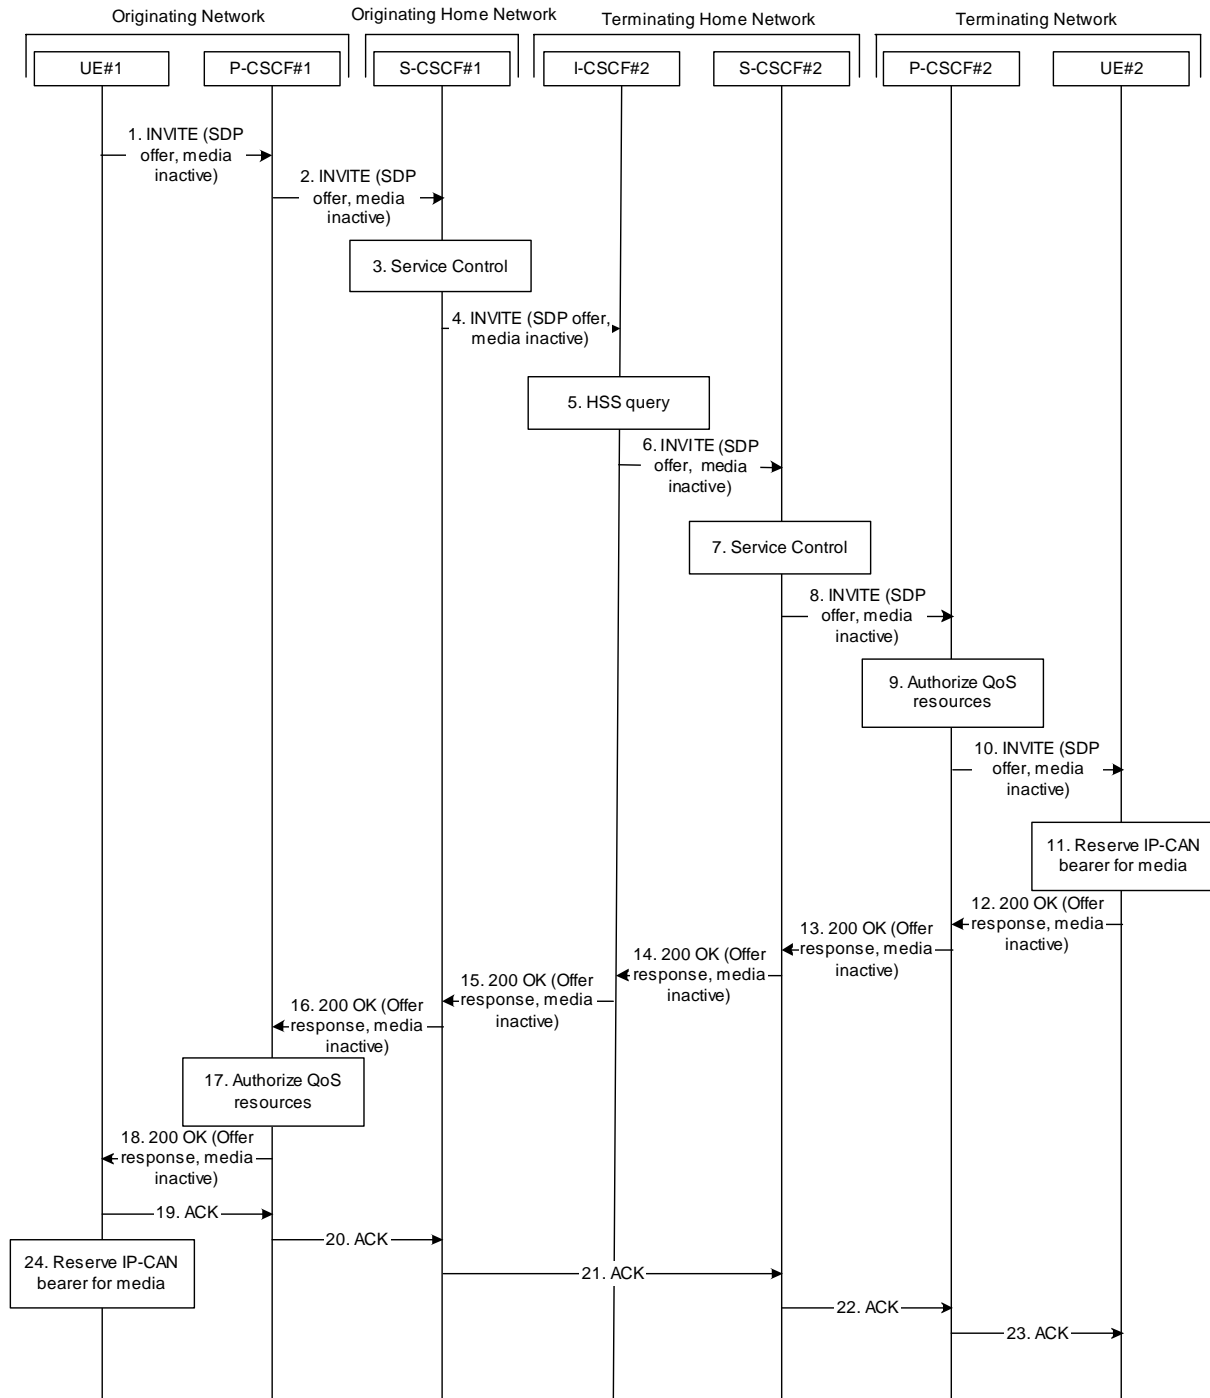 Originating Network
Originating Home Network
Terminating Home Network
Terminating Network
UE#1
P-CSCF#1
S-CSCF#1
I-CSCF#2
S-CSCF#2
P-CSCF#2
UE#2
1. INVITE (SDP
offer, media
inactive)
2. INVITE (SDP
offer, media
inactive)
3. Service Control
4. INVITE (SDP offer,
media inactive)
5. HSS query
6. INVITE (SDP
offer, media
inactive)
7. Service Control
8. INVITE (SDP
offer, media
inactive)
9. Authorize QoS
resources
10. INVITE (SDP
offer, media
inactive)
11. Reserve IP-CAN
bearer for media
12. 200 OK (Offer
response, media
inactive)
13. 200 OK (Offer
response, media
inactive)
14. 200 OK (Offer
response, media
inactive)
15. 200 OK (Offer
response, media
inactive)
16. 200 OK (Offer
response, media
inactive)
17. Authorize QoS
resources
18. 200 OK (Offer
response, media
inactive)
19. ACK
20. ACK
24. Reserve IP-CAN
bearer for media
21. ACK
22. ACK
23. ACK